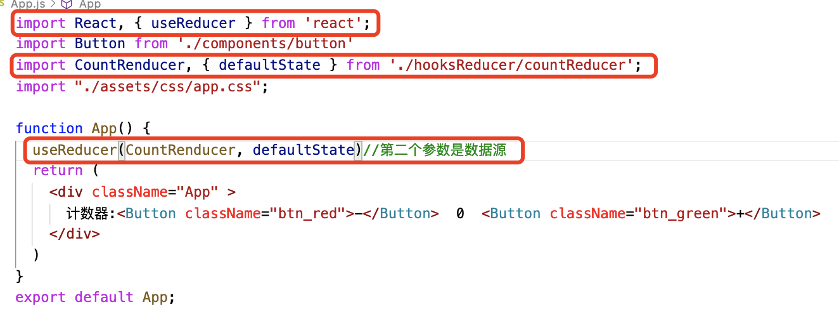 App.js > App
import React, { useReducer } from 'react';
import Button from './components/button'
import CountRenducer, { defaultState } from './hooksReducer/countReducer';
import "./assets/css/app.css";
function App() {
useReducer(CountRenducer, defaultState)//第二个参数是数据源
return (
<div className="App" >
计数器:<Button className="btn_red">-</Button> 0 <Button className="btn_green">+</Button>
</div>
)
}
export default App;